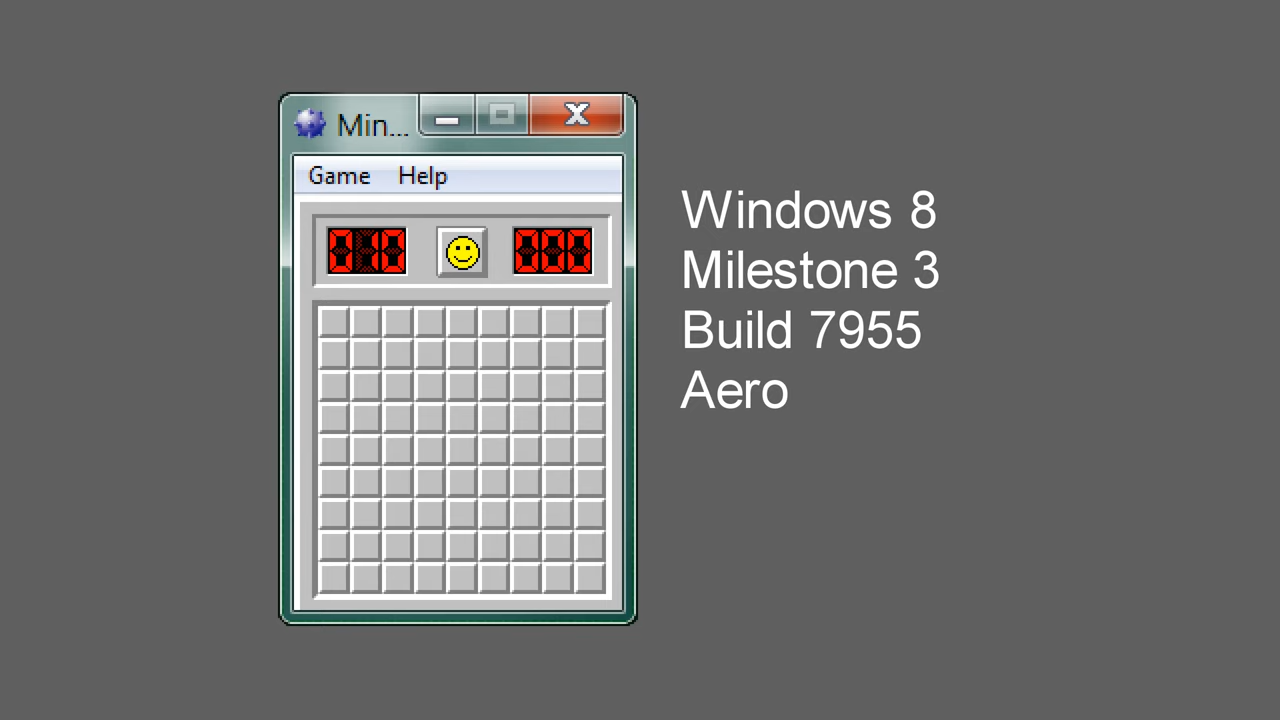 Min...
Game Help
010 000
Windows 8
Milestone 3
Build 7955
Aero